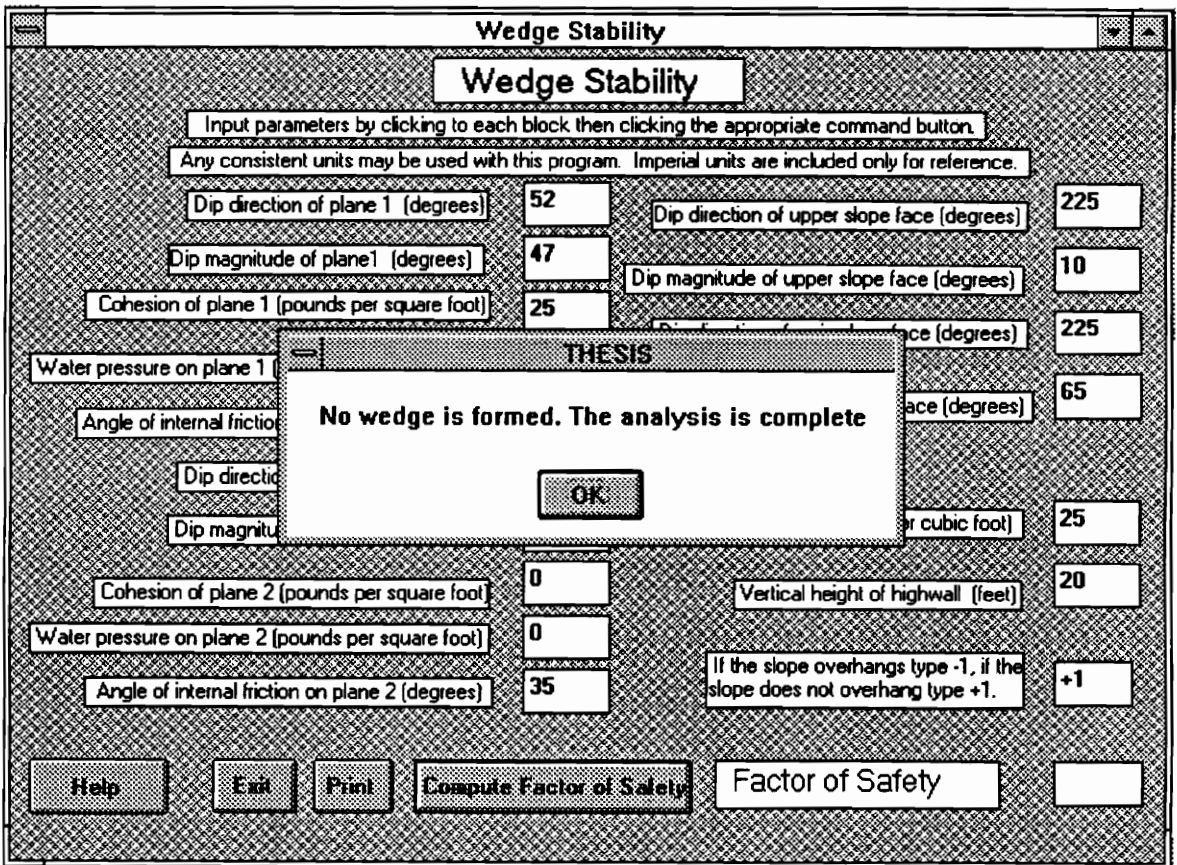 Wedge Stability
Wedge Stability
Input parameters by clicking to each block then clicking the appropriate command button.
Any consistent units may be used with this program. Imperial units are included only for reference.
Dip direction of plane 1 (degrees) 52
Dip magnitude of plane1 (degrees) 47
Cohesion of plane 1 (pounds per square foot) 25
Water pressure on plane 1 (
Angle of internal friction
Dip directio
Dip magnitu
Cohesion of plane 2 (pounds per square foot) 0
Water pressure on plane 2 (pounds per square foot) 0
Angle of internal friction on plane 2 (degrees) 35
Dip direction of upper slope face (degrees) 225
Dip magnitude of upper slope face (degrees) 10
face (degrees) 225
ace (degrees) 65
cubic foot) 25
Vertical height of highwall (feet) 20
If the slope overhangs type -1, if the
slope does not overhang type +1. +1
THESIS
No wedge is formed. The analysis is complete
OK
Help Exit Print Compute Factor of Safety Factor of Safety